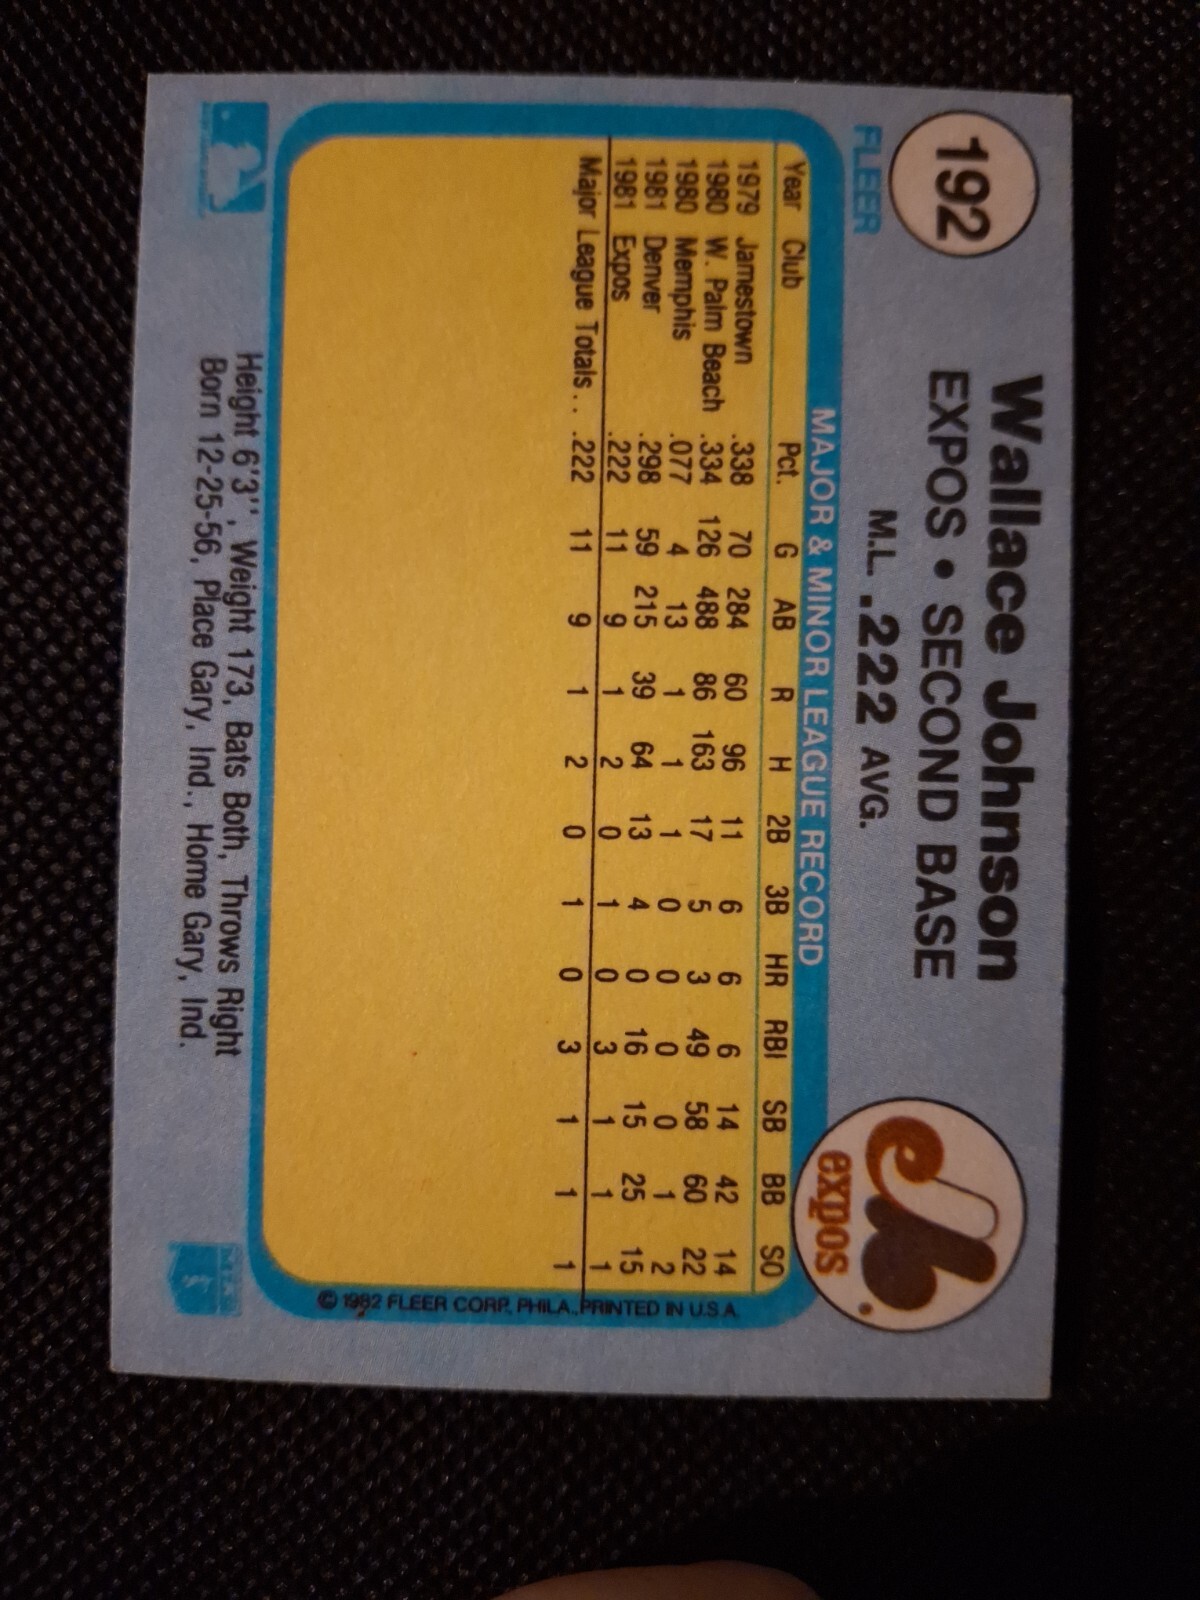 192
FLEER
Wallace Johnson
EXPOS • SECOND BASE
M.L. .222 AVG.
expos
MAJOR & MINOR LEAGUE RECORD
Year Club Pct. G AB R H 2B 3B HR RBI SB BB SO
1979 Jamestown .338 70 284 60 96 11 6 6 6 14 42 14
1980 W. Palm Beach .334 126 488 86 163 17 5 3 49 58 60 22
1980 Memphis .077 4 13 1 1 1 0 0 0 0 1 2
1981 Denver .298 59 215 39 64 13 4 0 16 15 25 15
1981 Expos .222 11 9 1 2 0 1 0 3 1 1 1
Major League Totals. . .222 11 9 1 2 0 1 0 3 1 1 1
© 1982 FLEER CORP., PHILA., PRINTED IN U.S.A.
Height 6'3'', Weight 173, Bats Both, Throws Right
Born 12-25-56, Place Gary, Ind., Home Gary, Ind.